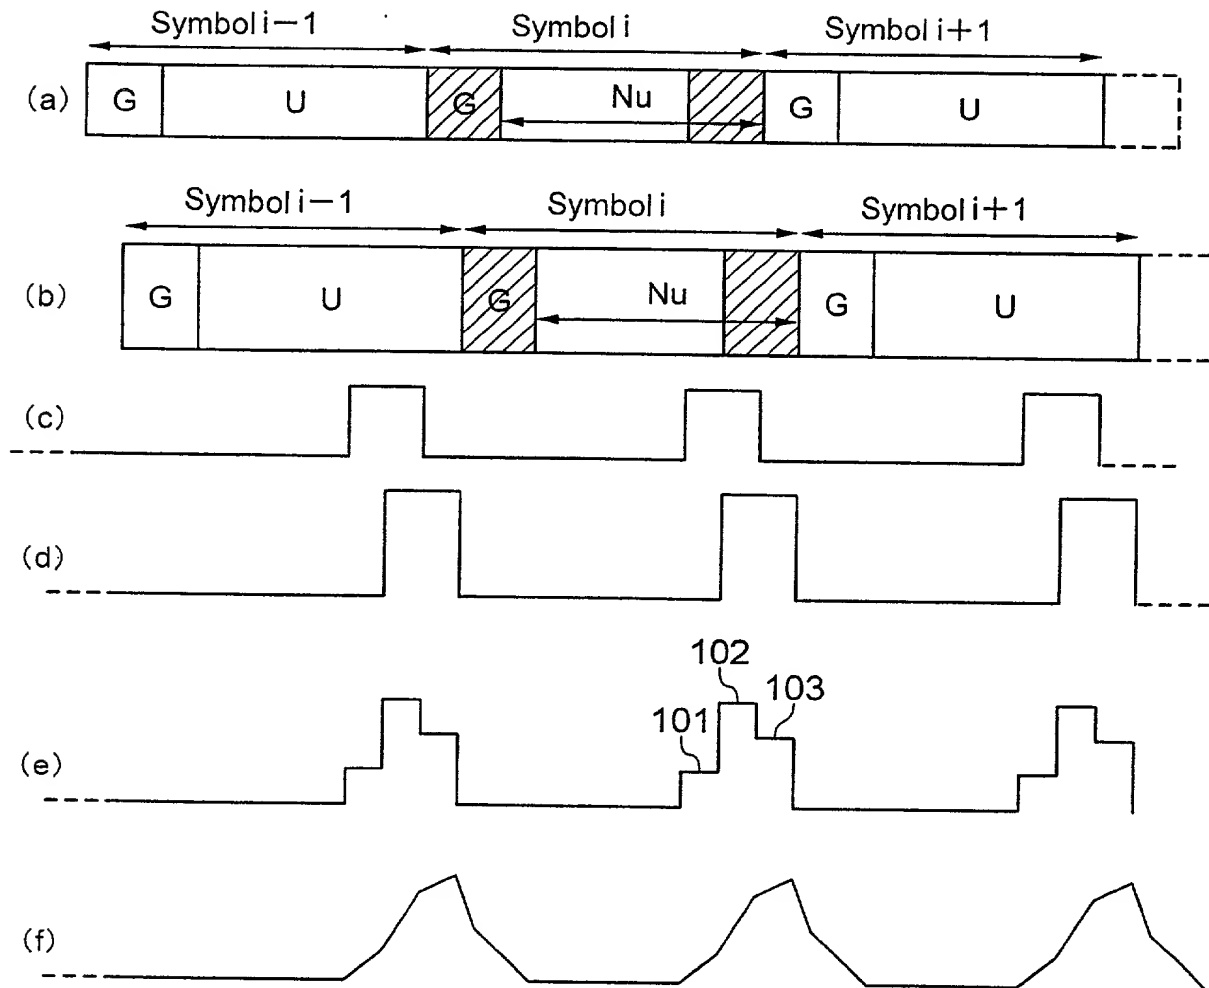 Symbol i−1 Symbol i Symbol i+1
(a) G U G Nu G U
Symbol i−1 Symbol i Symbol i+1
(b) G U G Nu G U
(c)
(d)
102
101 103
(e)
(f)